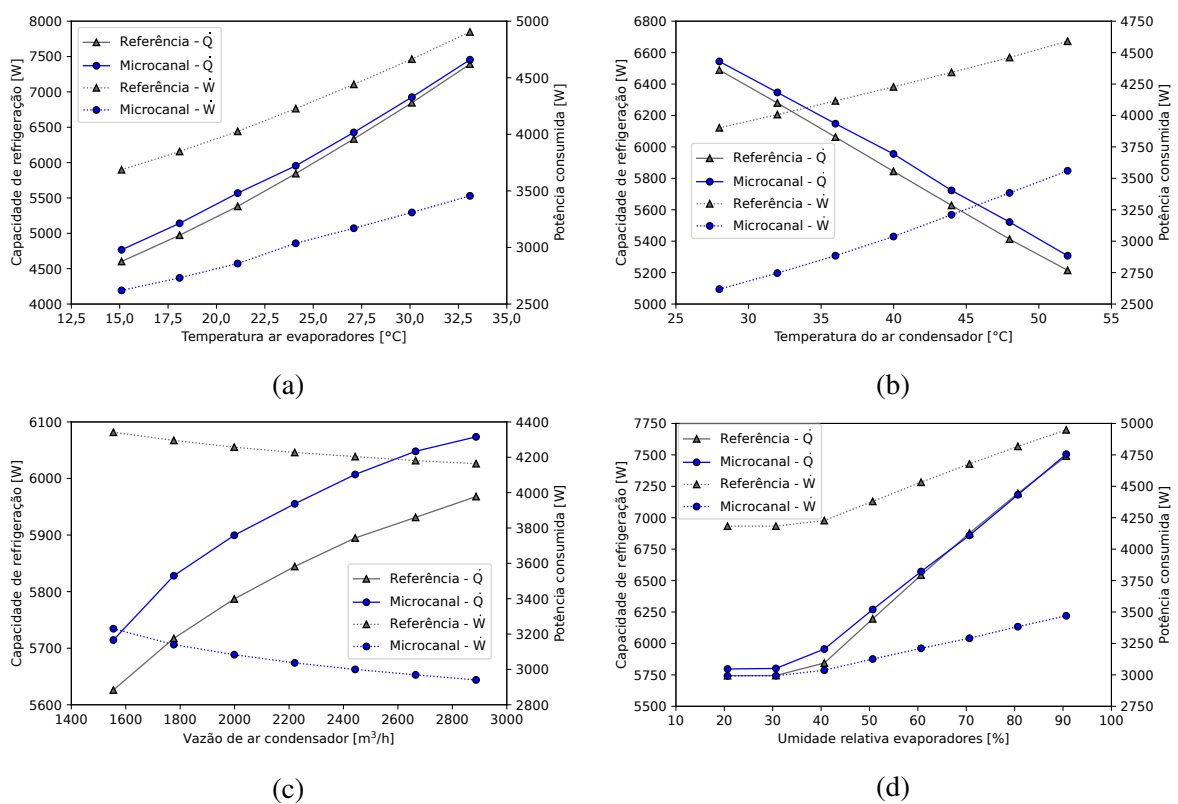 8000
7500
7000
6500
6000
5500
5000
4500
4000
Capacidade de refrigeração [W]
Referência - Q̇
Microcanal - Q̇
Referência - Ẇ
Microcanal - Ẇ
5000
4500
4000
3500
3000
2500
Potência consumida [W]
12,5 15,0 17,5 20,0 22,5 25,0 27,5 30,0 32,5 35,0
Temperatura ar evaporadores [°C]
(a)
6800
6600
6400
6200
6000
5800
5600
5400
5200
5000
Capacidade de refrigeração [W]
Referência - Q̇
Microcanal - Q̇
Referência - Ẇ
Microcanal - Ẇ
4750
4500
4250
4000
3750
3500
3250
3000
2750
2500
Potência consumida [W]
25 30 35 40 45 50 55
Temperatura do ar condensador [°C]
(b)
6100
6000
5900
5800
5700
5600
Capacidade de refrigeração [W]
Referência - Q̇
Microcanal - Q̇
Referência - Ẇ
Microcanal - Ẇ
4400
4200
4000
3800
3600
3400
3200
3000
2800
Potência consumida [W]
1400 1600 1800 2000 2200 2400 2600 2800 3000
Vazão de ar condensador [m³/h]
(c)
7750
7500
7250
7000
6750
6500
6250
6000
5750
5500
Capacidade de refrigeração [W]
Referência - Q̇
Microcanal - Q̇
Referência - Ẇ
Microcanal - Ẇ
5000
4750
4500
4250
4000
3750
3500
3250
3000
2750
Potência consumida [W]
10 20 30 40 50 60 70 80 90 100
Umidade relativa evaporadores [%]
(d)